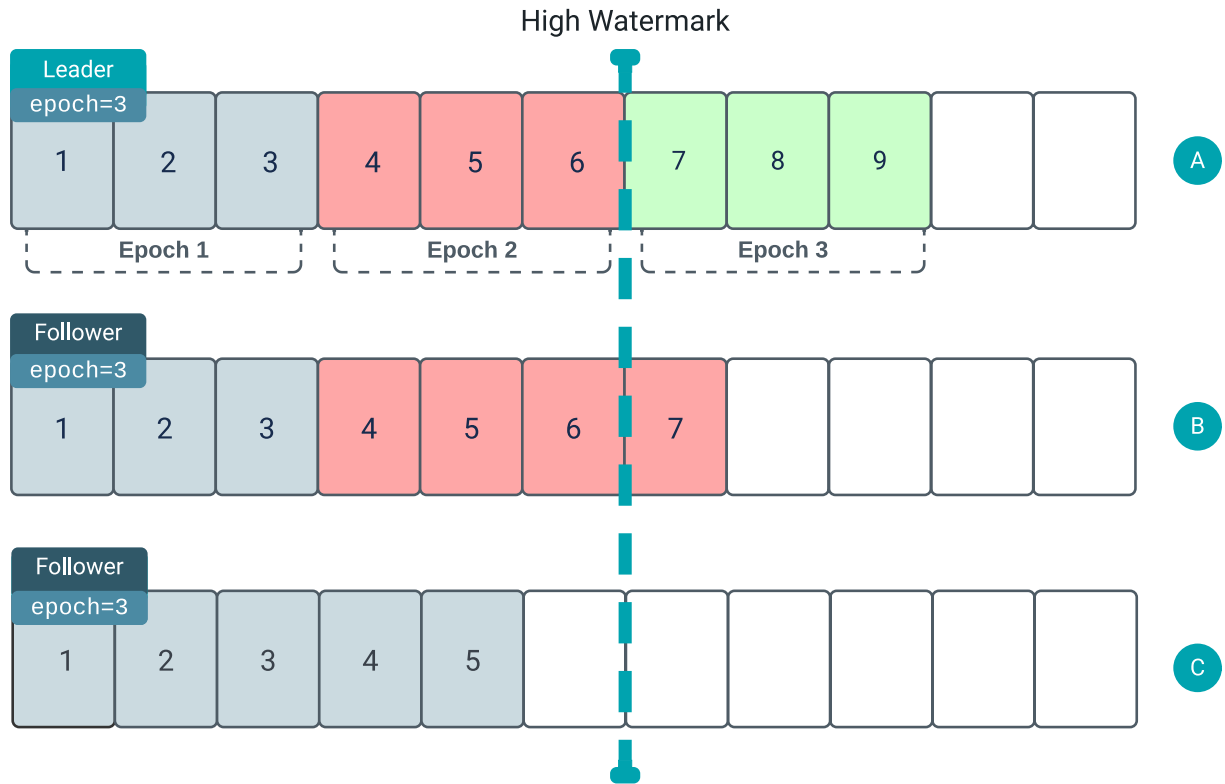 High Watermark
Leader
epoch=3
1 2 3 4 5 6 7 8 9
A
Epoch 1 Epoch 2 Epoch 3
Follower
epoch=3
1 2 3 4 5 6 7
B
Follower
epoch=3
1 2 3 4 5
C